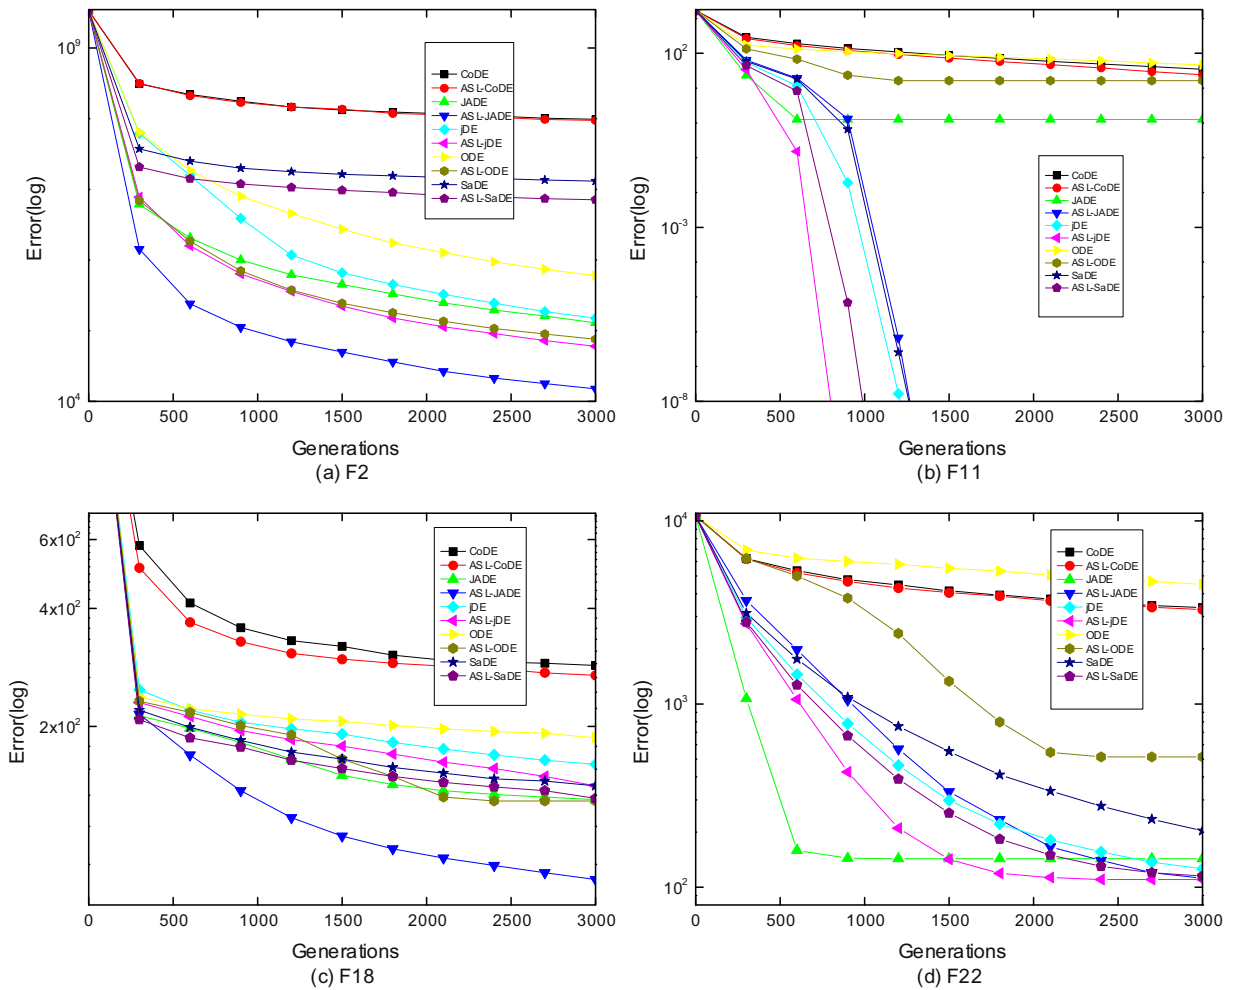 10^9
10^4
Error(log)
0 500 1000 1500 2000 2500 3000
Generations
(a) F2
CoDE
ASL-CoDE
JADE
ASL-JADE
jDE
ASL-jDE
ODE
ASL-ODE
SaDE
ASL-SaDE
10^2
10^-3
10^-8
Error(log)
0 500 1000 1500 2000 2500 3000
Generations
(b) F11
CoDE
ASL-CoDE
JADE
ASL-JADE
jDE
ASL-jDE
ODE
ASL-ODE
SaDE
ASL-SaDE
6x10^2
4x10^2
2x10^2
Error(log)
0 500 1000 1500 2000 2500 3000
Generations
(c) F18
CoDE
ASL-CoDE
JADE
ASL-JADE
jDE
ASL-jDE
ODE
ASL-ODE
SaDE
ASL-SaDE
10^4
10^3
10^2
Error(log)
0 500 1000 1500 2000 2500 3000
Generations
(d) F22
CoDE
ASL-CoDE
JADE
ASL-JADE
jDE
ASL-jDE
ODE
ASL-ODE
SaDE
ASL-SaDE